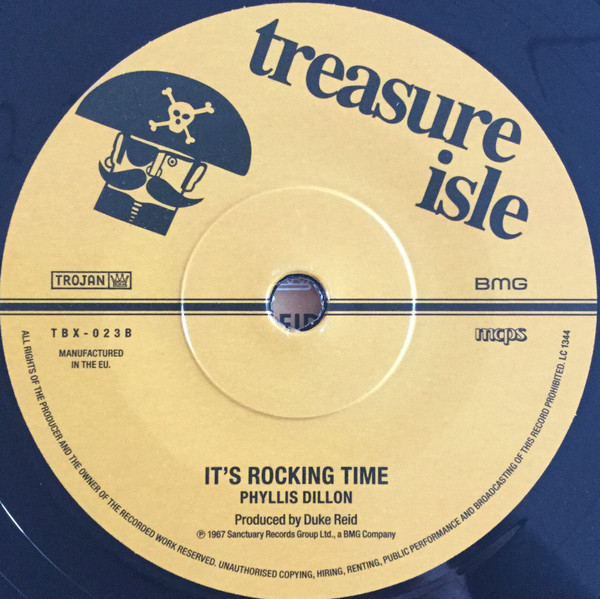 treasure
isle
TROJAN
BMG
TBX-023B
mcps
MANUFACTURED
IN THE EU.
IT'S ROCKING TIME
PHYLLIS DILLON
Produced by Duke Reid
℗ 1967 Sanctuary Records Group Ltd., a BMG Company
ALL RIGHTS OF THE PRODUCER AND THE OWNER OF THE RECORDED WORK RESERVED. UNAUTHORISED COPYING, HIRING, RENTING, PUBLIC PERFORMANCE AND BROADCASTING OF THIS RECORD PROHIBITED. LC 1344